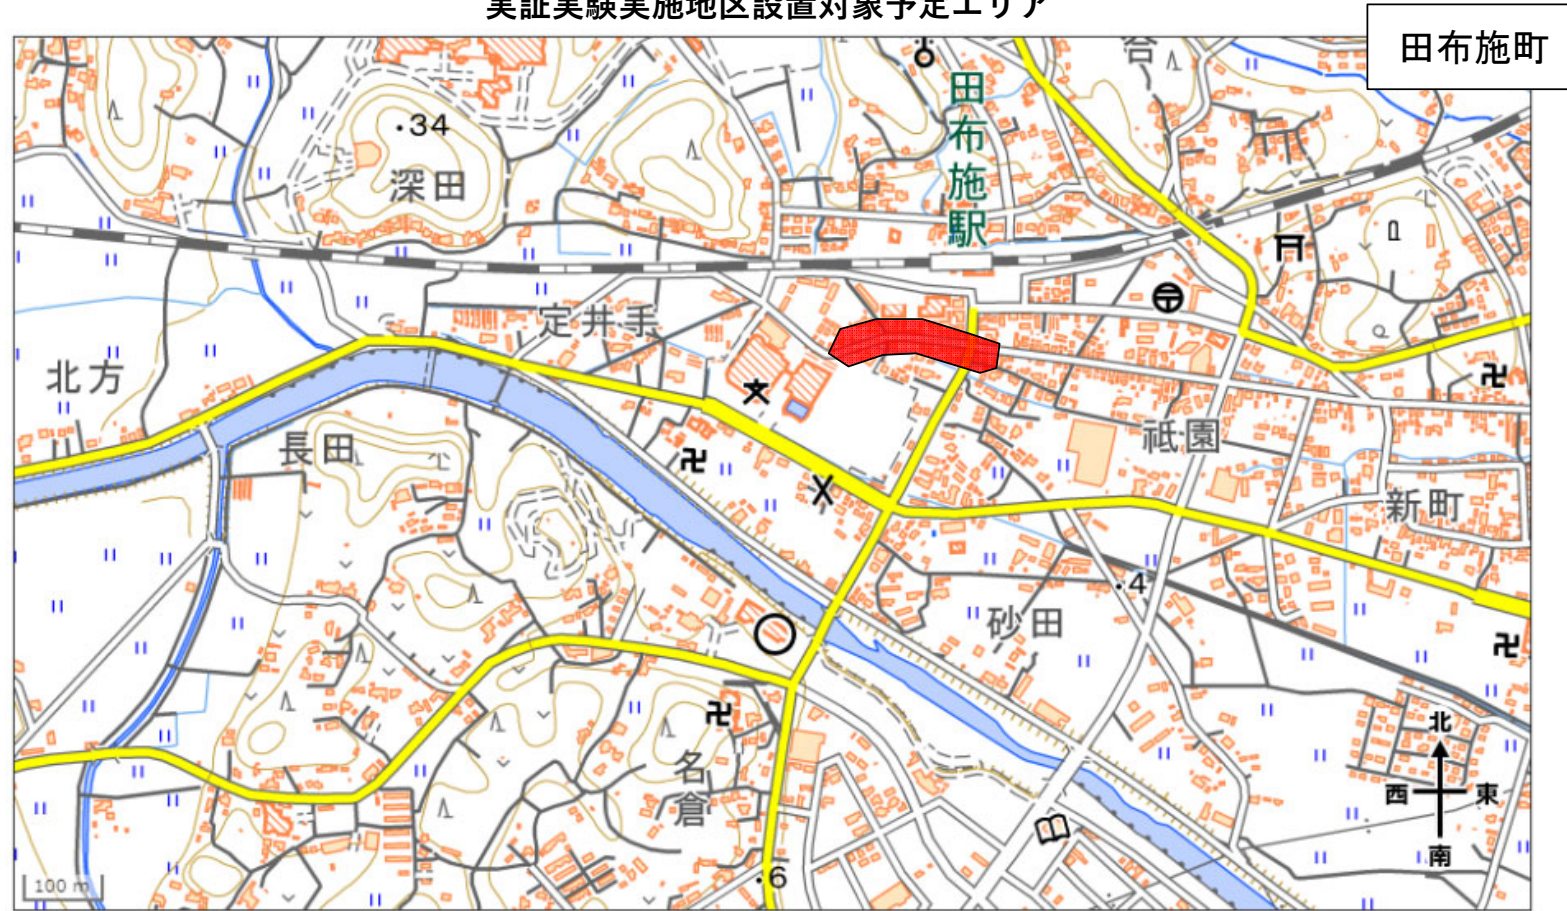 実証実験実施地区設置対象予定エリア
田布施町
合
田布施駅
・34
深田
定井手
北方
長田
祇園
新町
・4
砂田
名倉
北
西
東
南
100 m
・6